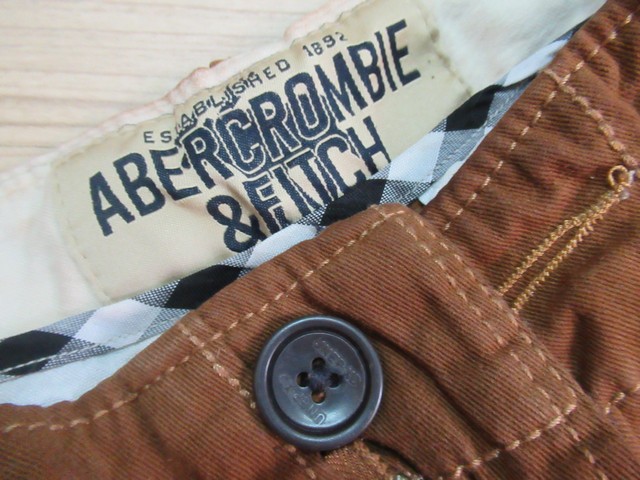 ESTABLISHED 1892
ABERCROMBIE
& FITCH